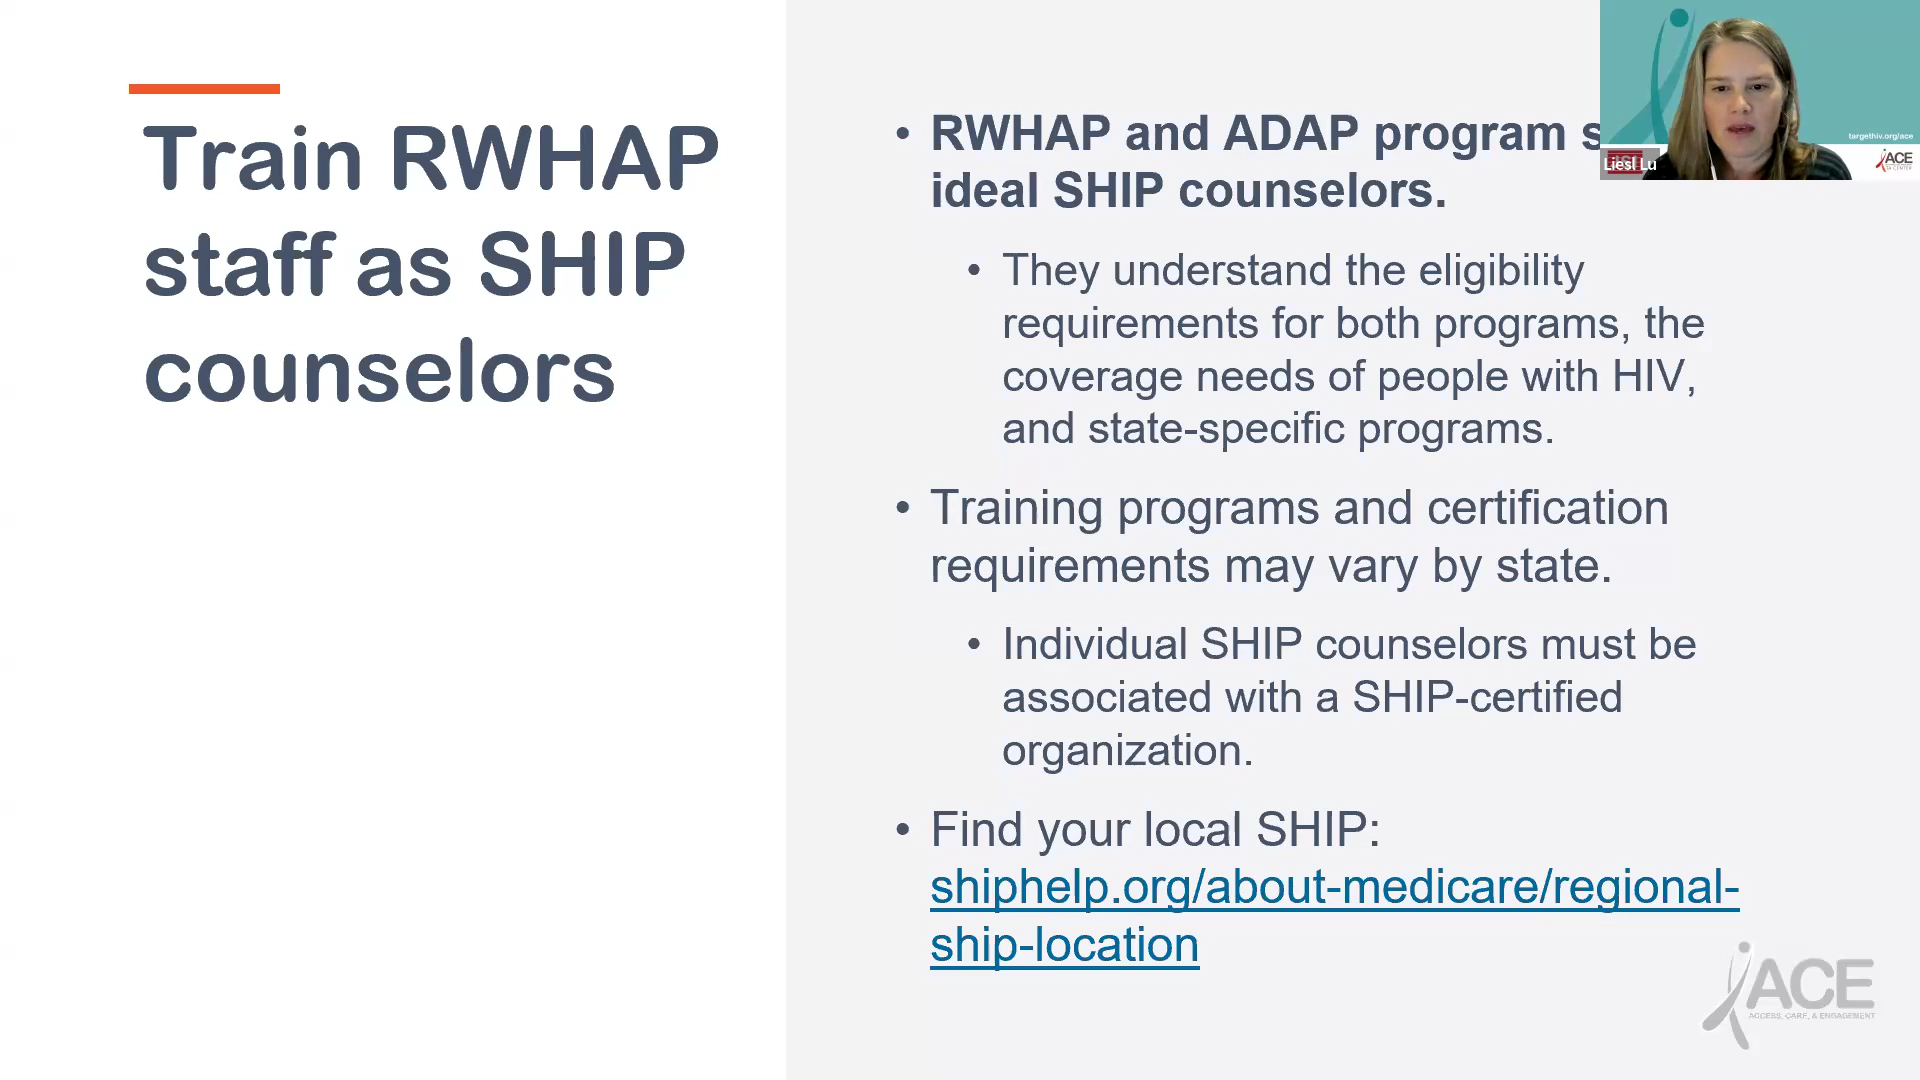 Train RWHAP
staff as SHIP
counselors
• RWHAP and ADAP program
ideal SHIP counselors.
• They understand the eligibility
requirements for both programs, the
coverage needs of people with HIV,
and state-specific programs.
• Training programs and certification
requirements may vary by state.
• Individual SHIP counselors must be
associated with a SHIP-certified
organization.
• Find your local SHIP:
shiphelp.org/about-medicare/regional-
ship-location
targethiv.org/ace
Liesl Lu
ACE
TA CENTER
ACE
ACCESS, CARE, & ENGAGEMENT